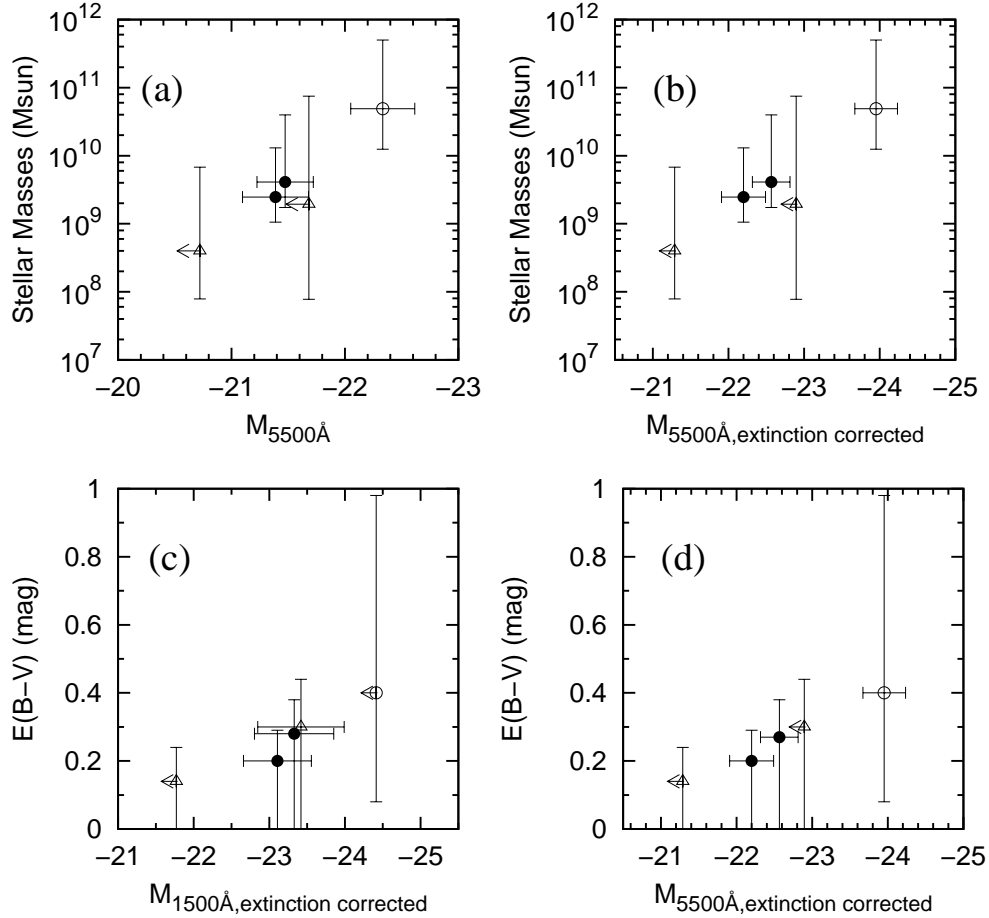 10^12
10^11
10^10
10^9
10^8
10^7
Stellar Masses (Msun)
(a)
−20 −21 −22 −23
M5500Å
10^12
10^11
10^10
10^9
10^8
10^7
Stellar Masses (Msun)
(b)
−21 −22 −23 −24 −25
M5500Å,extinction corrected
1
0.8
0.6
0.4
0.2
0
E(B−V) (mag)
(c)
−21 −22 −23 −24 −25
M1500Å,extinction corrected
1
0.8
0.6
0.4
0.2
0
E(B−V) (mag)
(d)
−21 −22 −23 −24 −25
M5500Å,extinction corrected